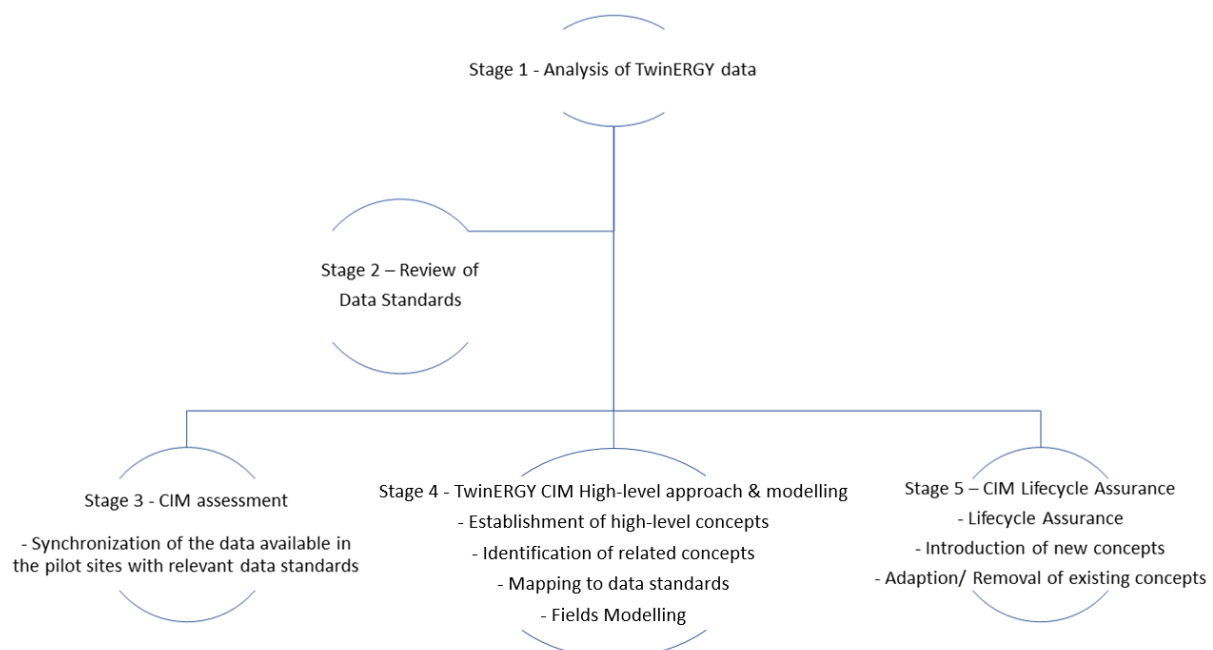 Stage 1 - Analysis of TwinERGY data
Stage 2 – Review of
Data Standards
Stage 3 - CIM assessment
- Synchronization of the data available in
the pilot sites with relevant data standards
Stage 4 - TwinERGY CIM High-level approach & modelling
- Establishment of high-level concepts
- Identification of related concepts
- Mapping to data standards
- Fields Modelling
Stage 5 – CIM Lifecycle Assurance
- Lifecycle Assurance
- Introduction of new concepts
- Adaption/ Removal of existing concepts